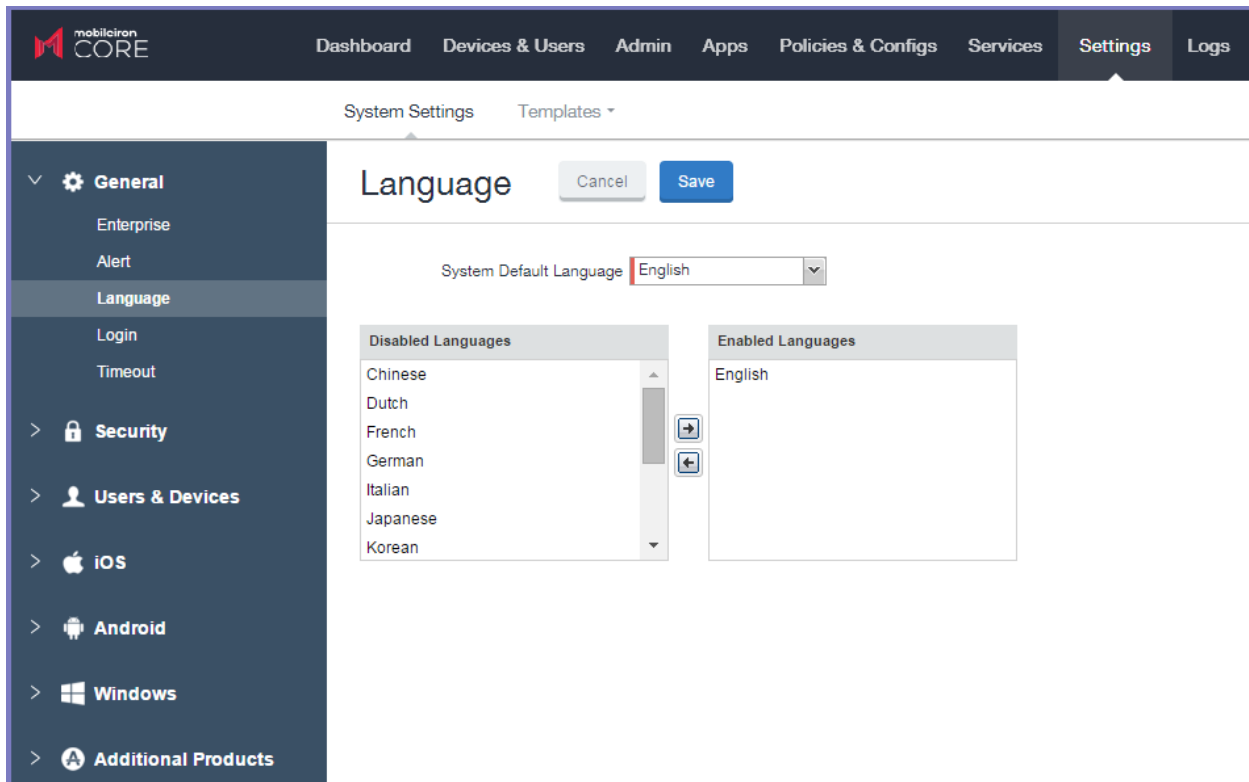 mobileiron
CORE
Dashboard Devices & Users Admin Apps Policies & Configs Services Settings Logs
System Settings Templates
General
Enterprise
Alert
Language
Login
Timeout
Security
Users & Devices
iOS
Android
Windows
Additional Products
Language Cancel Save
System Default Language English
Disabled Languages
Chinese
Dutch
French
German
Italian
Japanese
Korean
Enabled Languages
English